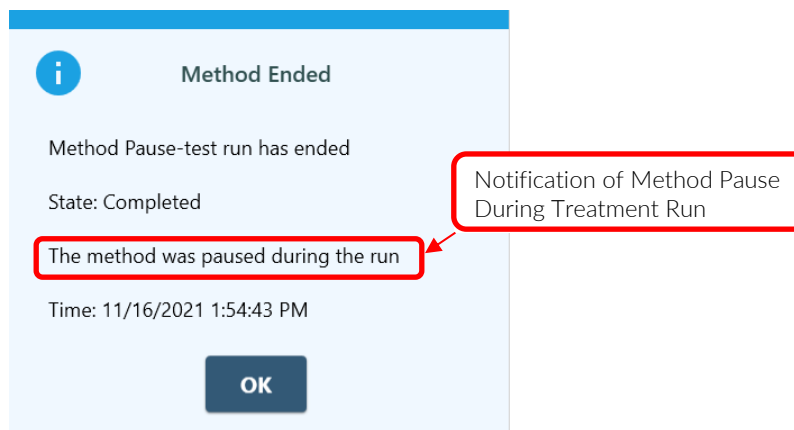 i
Method Ended
Method Pause-test run has ended
State: Completed
Notification of Method Pause
During Treatment Run
The method was paused during the run
Time: 11/16/2021 1:54:43 PM
OK